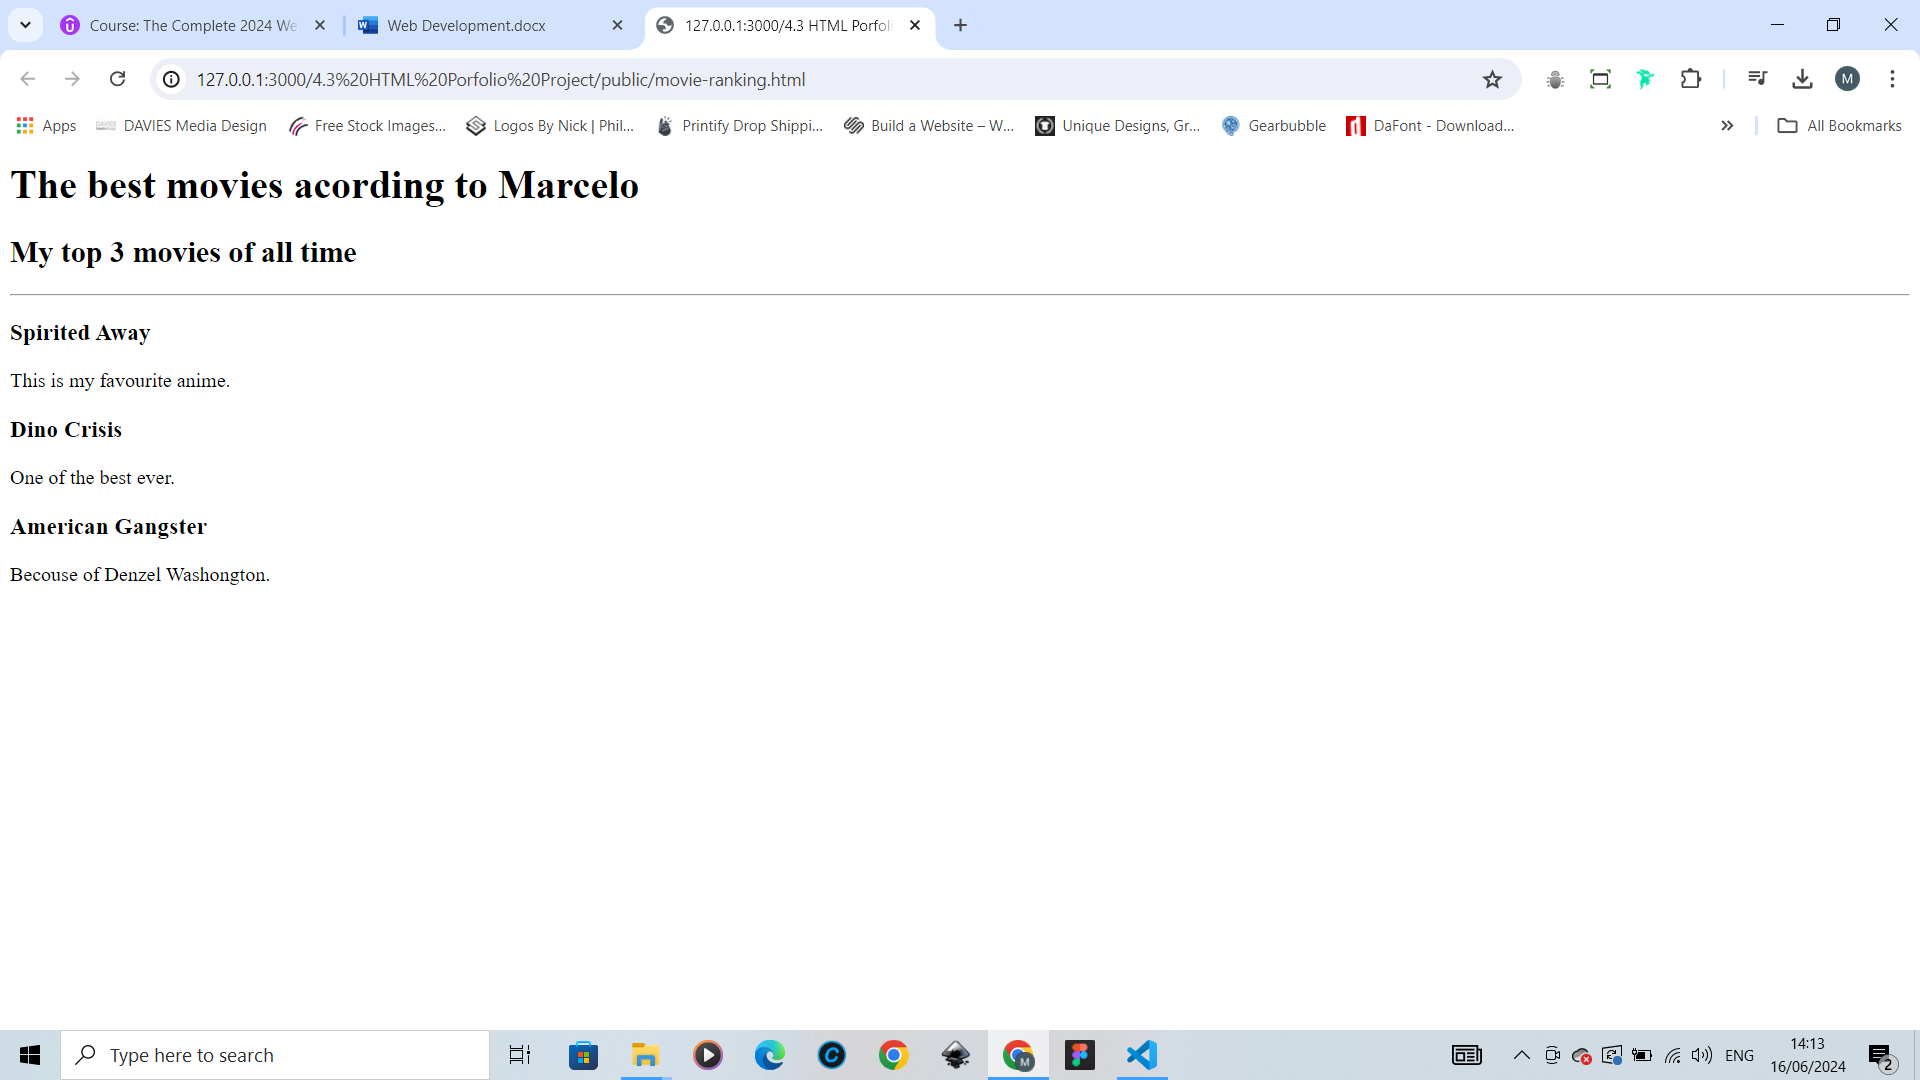 Course: The Complete 2024 We
Web Development.docx
127.0.0.1:3000/4.3 HTML Porfoli
127.0.0.1:3000/4.3%20HTML%20Porfolio%20Project/public/movie-ranking.html
M
Apps
DAVIES Media Design
Free Stock Images...
Logos By Nick | Phil...
Printify Drop Shippi...
Build a Website – W...
Unique Designs, Gr...
Gearbubble
DaFont - Download...
All Bookmarks
The best movies acording to Marcelo
My top 3 movies of all time
Spirited Away
This is my favourite anime.
Dino Crisis
One of the best ever.
American Gangster
Becouse of Denzel Washongton.
Type here to search
ENG
14:13
16/06/2024
2